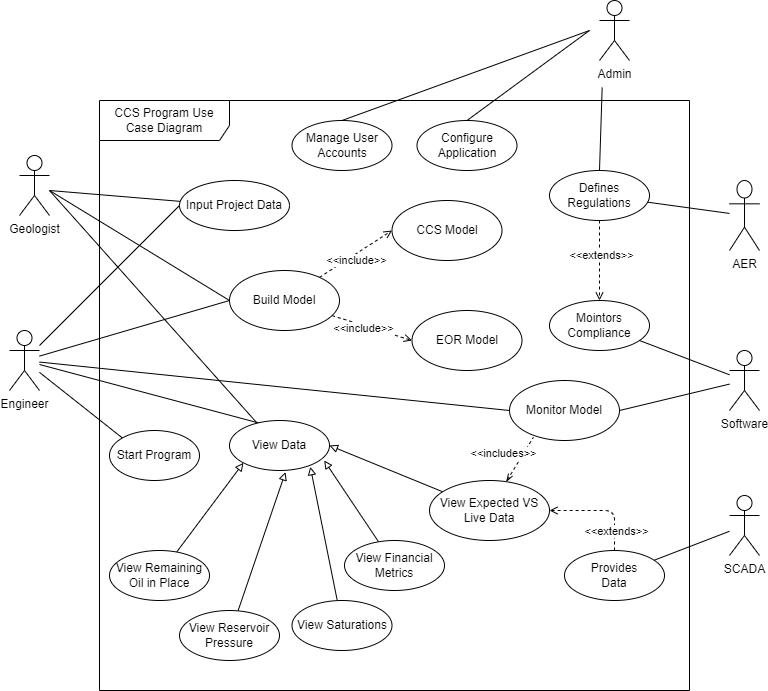 Admin
CCS Program Use
Case Diagram
Manage User
Accounts
Configure
Application
Geologist
Input Project Data
Defines
Regulations
AER
CCS Model
<<include>>
<<extends>>
Build Model
<<include>>
EOR Model
Mointors
Compliance
Engineer
Monitor Model
Software
Start Program
View Data
<<includes>>
View Expected VS
Live Data
<<extends>>
View Remaining
Oil in Place
View Financial
Metrics
Provides
Data
SCADA
View Reservoir
Pressure
View Saturations